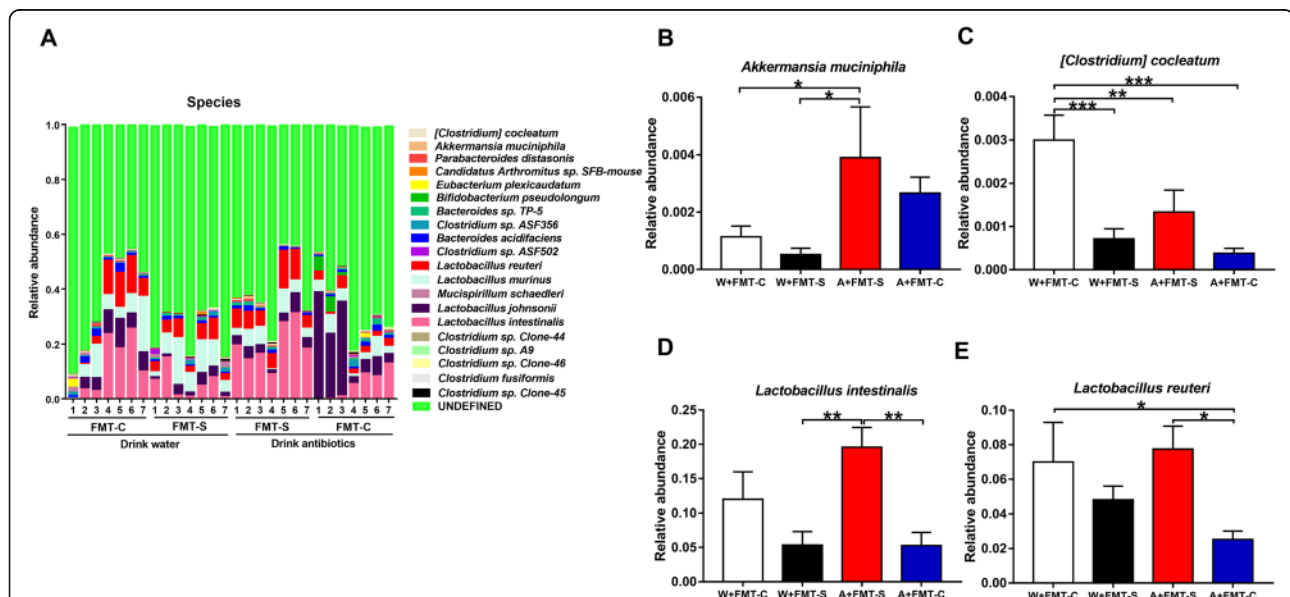 A
Species
Relative abundance
1.0
0.8
0.6
0.4
0.2
0.0
1 2 3 4 5 6 7 1 2 3 4 5 6 7 1 2 3 4 5 6 7 1 2 3 4 5 6 7
FMT-C FMT-S FMT-S FMT-C
Drink water Drink antibiotics
[Clostridium] cocleatum
Akkermansia muciniphila
Parabacteroides distasonis
Candidatus Arthromitus sp. SFB-mouse
Eubacterium plexicaudatum
Bifidobacterium pseudolongum
Bacteroides sp. TP-5
Clostridium sp. ASF356
Bacteroides acidifaciens
Clostridium sp. ASF502
Lactobacillus reuteri
Lactobacillus murinus
Mucispirillum schaedleri
Lactobacillus johnsonii
Lactobacillus intestinalis
Clostridium sp. Clone-44
Clostridium sp. A9
Clostridium sp. Clone-46
Clostridium fusiformis
Clostridium sp. Clone-45
UNDEFINED
B
Akkermansia muciniphila
Relative abundance
0.006
0.004
0.002
0.000
*
*
W+FMT-C W+FMT-S A+FMT-S A+FMT-C
C
[Clostridium] cocleatum
Relative abundance
0.004
0.003
0.002
0.001
0.000
***
**
***
W+FMT-C W+FMT-S A+FMT-S A+FMT-C
D
Lactobacillus intestinalis
Relative abundance
0.25
0.20
0.15
0.10
0.05
0.00
** **
W+FMT-C W+FMT-S A+FMT-S A+FMT-C
E
Lactobacillus reuteri
Relative abundance
0.10
0.08
0.06
0.04
0.02
0.00
*
*
W+FMT-C W+FMT-S A+FMT-S A+FMT-C